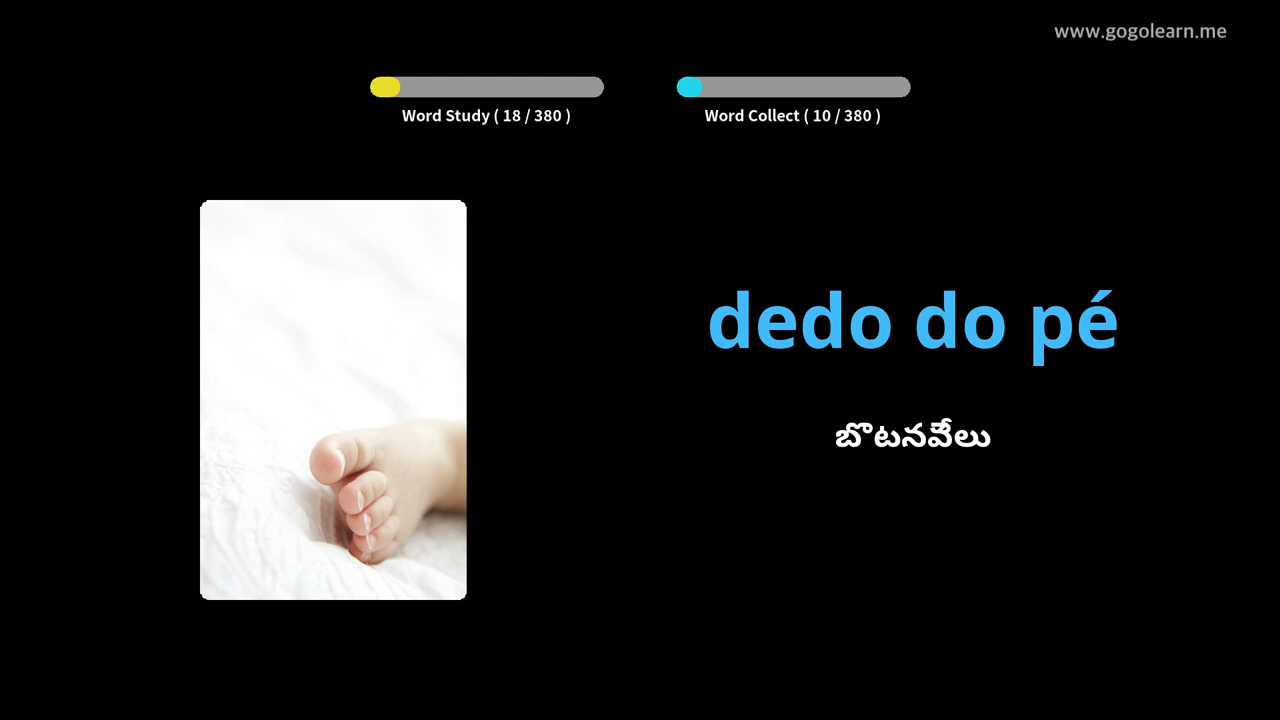 www.gogolearn.me
Word Study ( 18 / 380 )
Word Collect ( 10 / 380 )
dedo do pé
బొటనవేలు